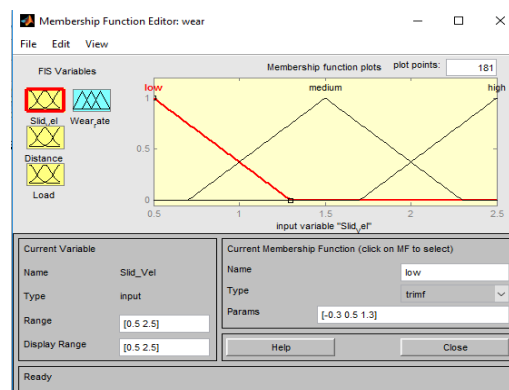 Membership Function Editor: wear
File Edit View
FIS Variables
Slid_el Wear_rate
Distance
Load
Membership function plots plot points: 181
low medium high
1
0.5
0
0.5 1 1.5 2 2.5
input variable "Slid_Vel"
Current Variable
Name Slid_Vel
Type input
Range [0.5 2.5]
Display Range [0.5 2.5]
Current Membership Function (click on MF to select)
Name low
Type trimf
Params [-0.3 0.5 1.3]
Help Close
Ready